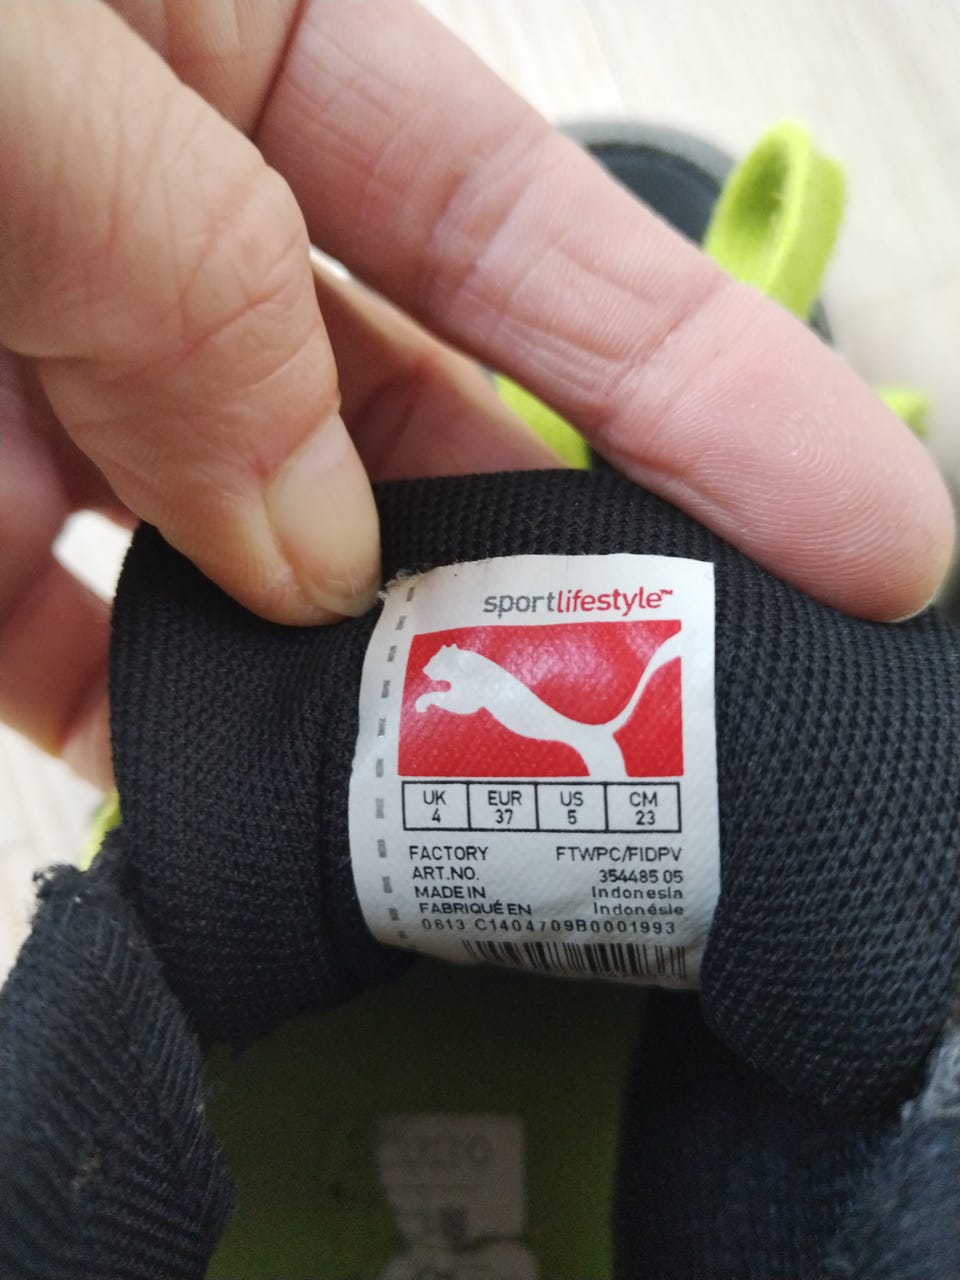 sportlifestyle™
UK EUR US CM
4 37 5 23
FACTORY FTWPC/FIDPV
ART.NO. 354485 05
MADE IN Indonesia
FABRIQUÉ EN Indonésie
0613 C1404709B0001993